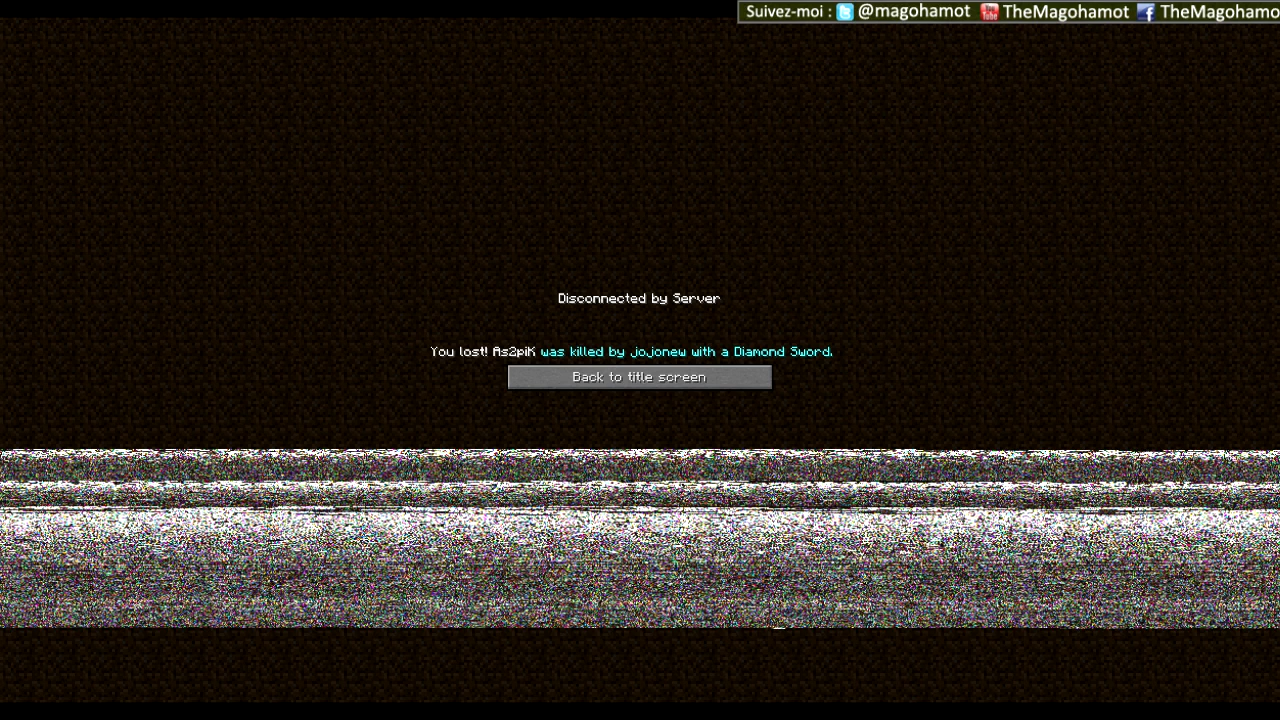 Suivez-moi : @magohamot TheMagohamot TheMagohamo
Disconnected by Server
You lost! As2piK was killed by jojonew with a Diamond Sword.
Back to title screen